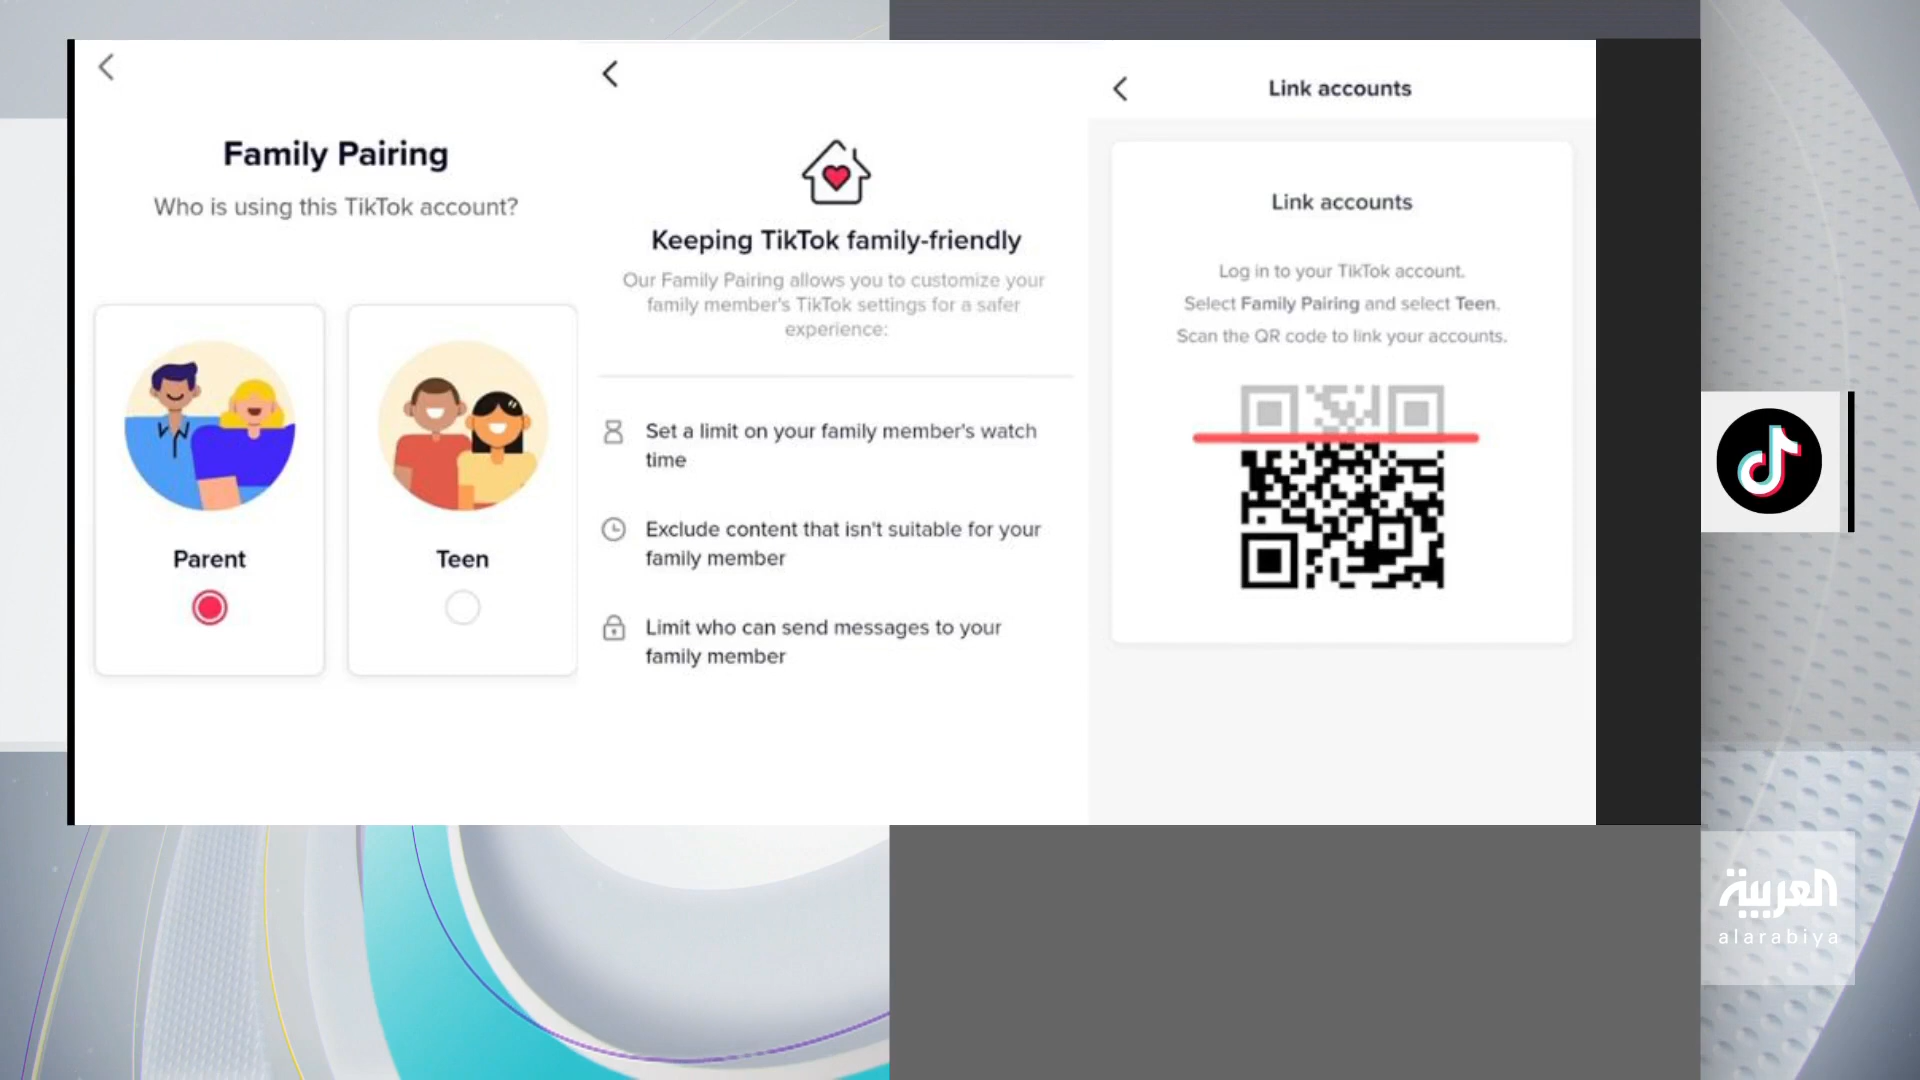 Family Pairing
Who is using this TikTok account?
Parent
Teen
Keeping TikTok family-friendly
Our Family Pairing allows you to customize your
family member's TikTok settings for a safer
experience:
Set a limit on your family member's watch
time
Exclude content that isn't suitable for your
family member
Limit who can send messages to your
family member
Link accounts
Link accounts
Log in to your TikTok account.
Select Family Pairing and select Teen.
Scan the QR code to link your accounts.
العربية
alarabiya